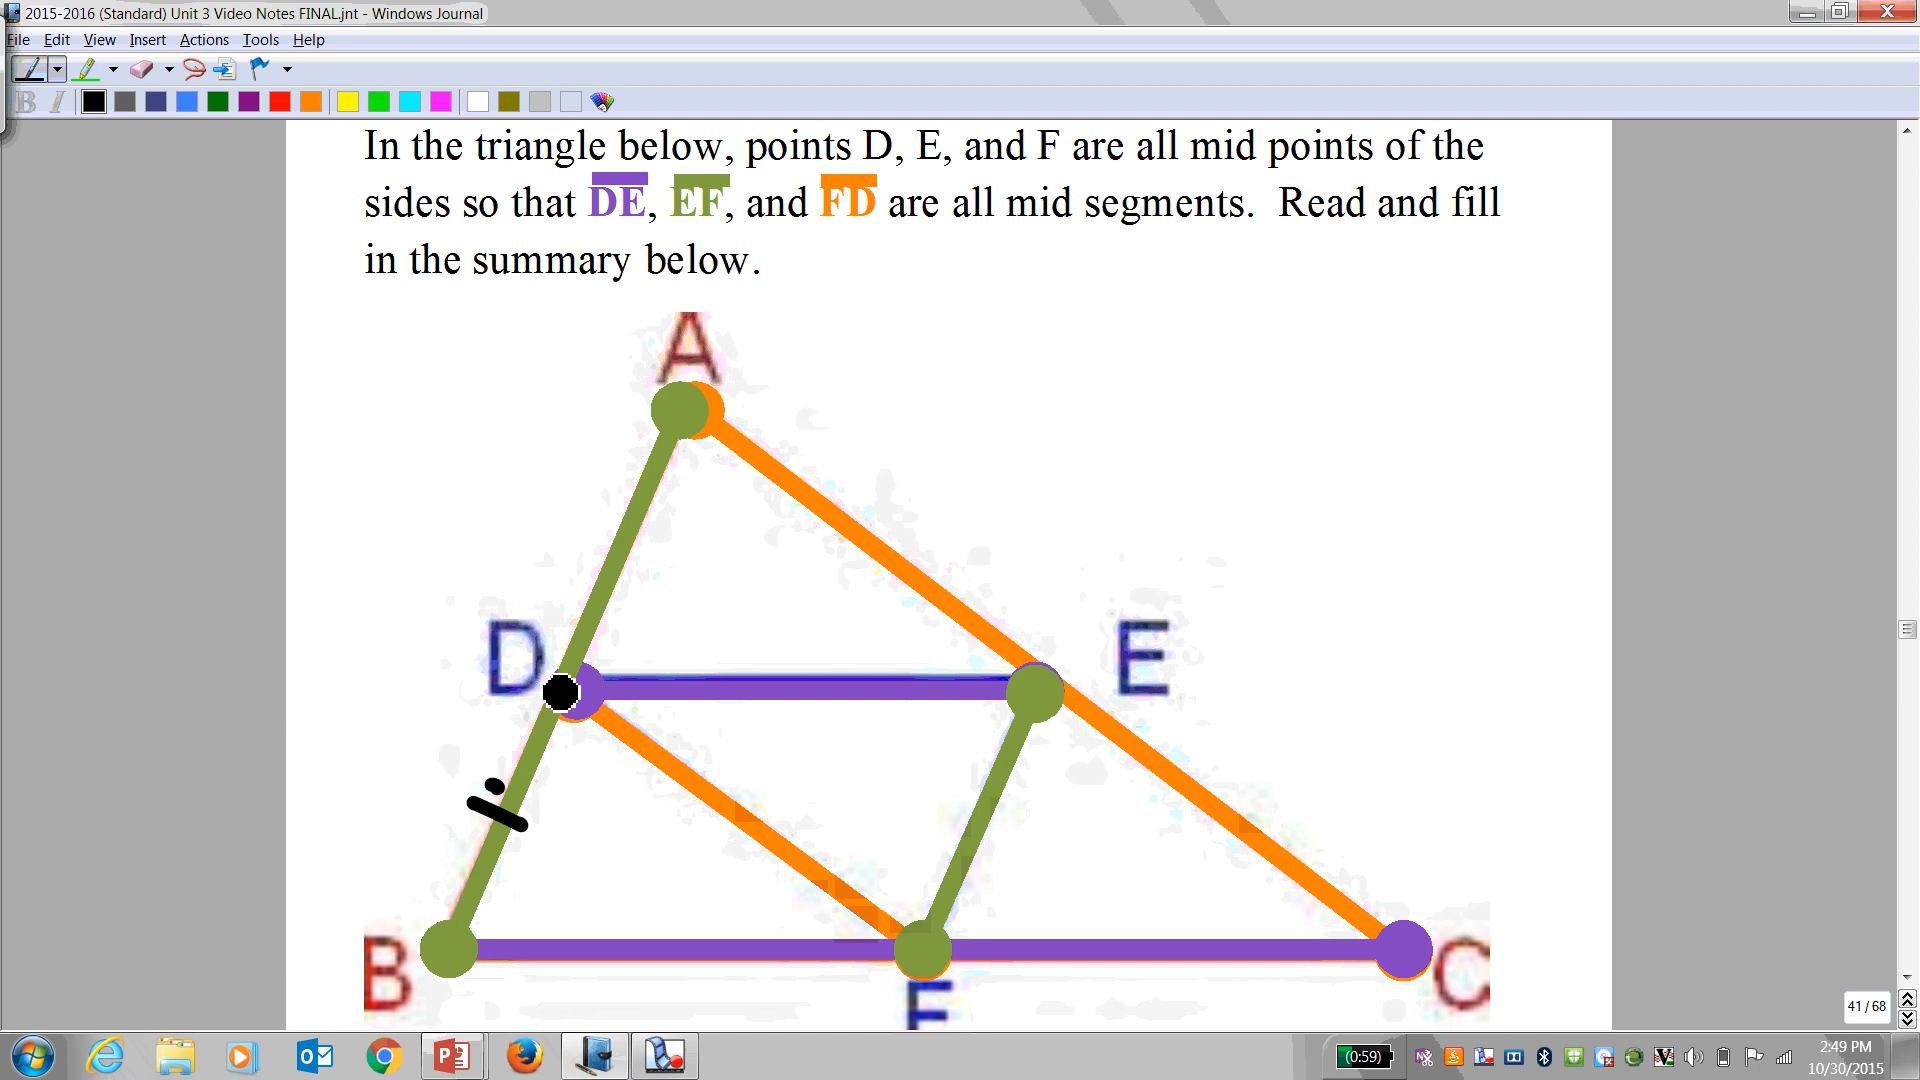 2015-2016 (Standard) Unit 3 Video Notes FINAL.jnt - Windows Journal
File Edit View Insert Actions Tools Help
B I
In the triangle below, points D, E, and F are all mid points of the
sides so that DE, EF, and FD are all mid segments. Read and fill
in the summary below.
A
D E
B F C
41 / 68
(0:59)
2:49 PM
10/30/2015